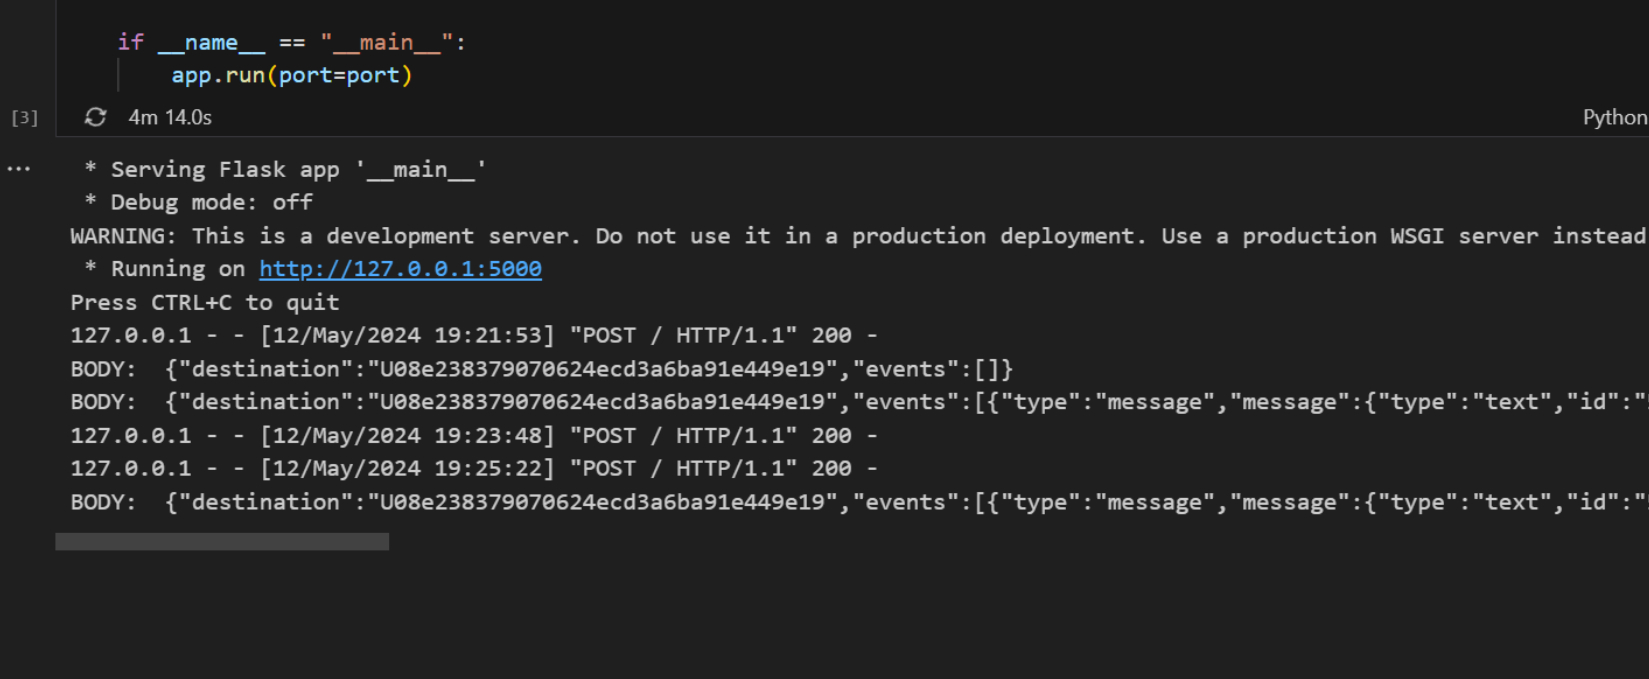 if __name__ == "__main__":
    app.run(port=port)
[3] 4m 14.0s Python
 * Serving Flask app '__main__'
 * Debug mode: off
WARNING: This is a development server. Do not use it in a production deployment. Use a production WSGI server instead
 * Running on http://127.0.0.1:5000
Press CTRL+C to quit
127.0.0.1 - - [12/May/2024 19:21:53] "POST / HTTP/1.1" 200 -
BODY:  {"destination":"U08e238379070624ecd3a6ba91e449e19","events":[]}
BODY:  {"destination":"U08e238379070624ecd3a6ba91e449e19","events":[{"type":"message","message":{"type":"text","id":"
127.0.0.1 - - [12/May/2024 19:23:48] "POST / HTTP/1.1" 200 -
127.0.0.1 - - [12/May/2024 19:25:22] "POST / HTTP/1.1" 200 -
BODY:  {"destination":"U08e238379070624ecd3a6ba91e449e19","events":[{"type":"message","message":{"type":"text","id":"